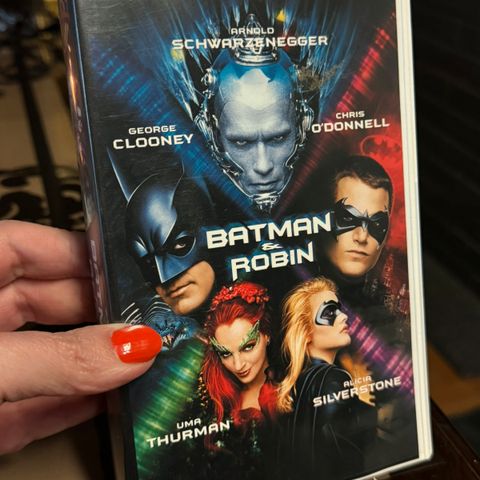 ARNOLD
SCHWARZENEGGER
GEORGE
CLOONEY
CHRIS
O'DONNELL
BATMAN
&
ROBIN
UMA
THURMAN
ALICIA
SILVERSTONE